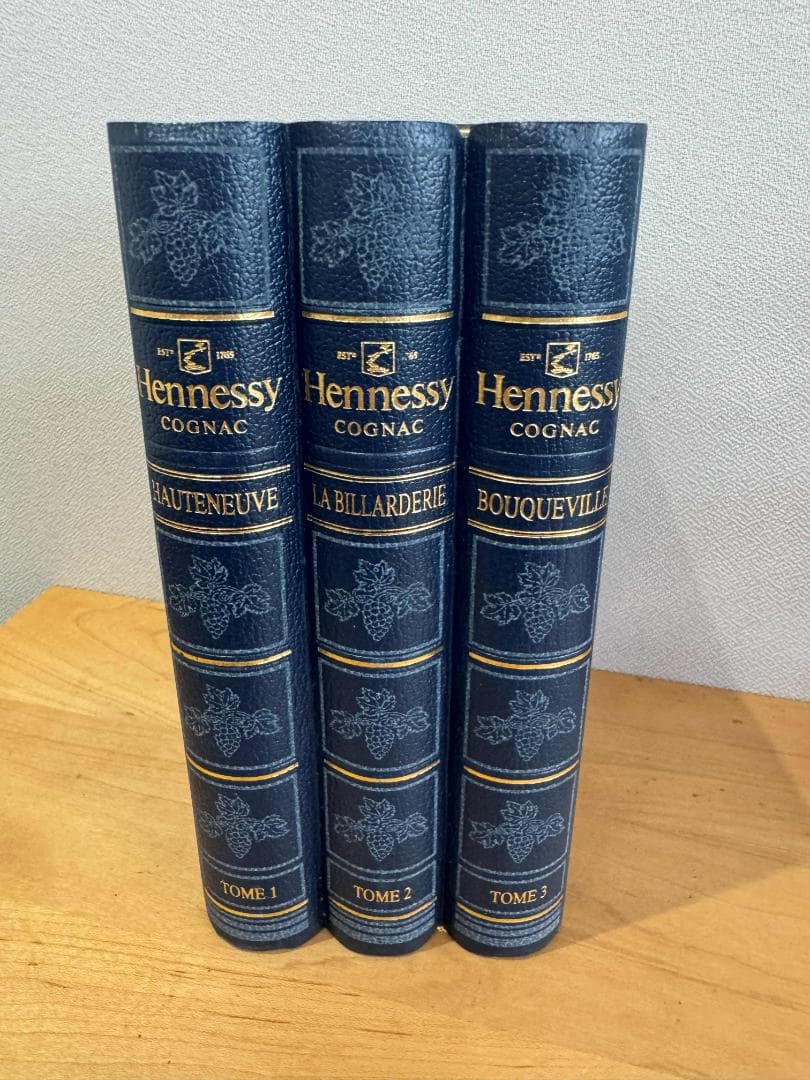 ESTD 1765
Hennessy
COGNAC
HAUTENEUVE
TOME 1
ESTD 65
Hennessy
COGNAC
LA BILLARDERIE
TOME 2
ESTD 1765
Hennessy
COGNAC
BOUQUEVILLE
TOME 3